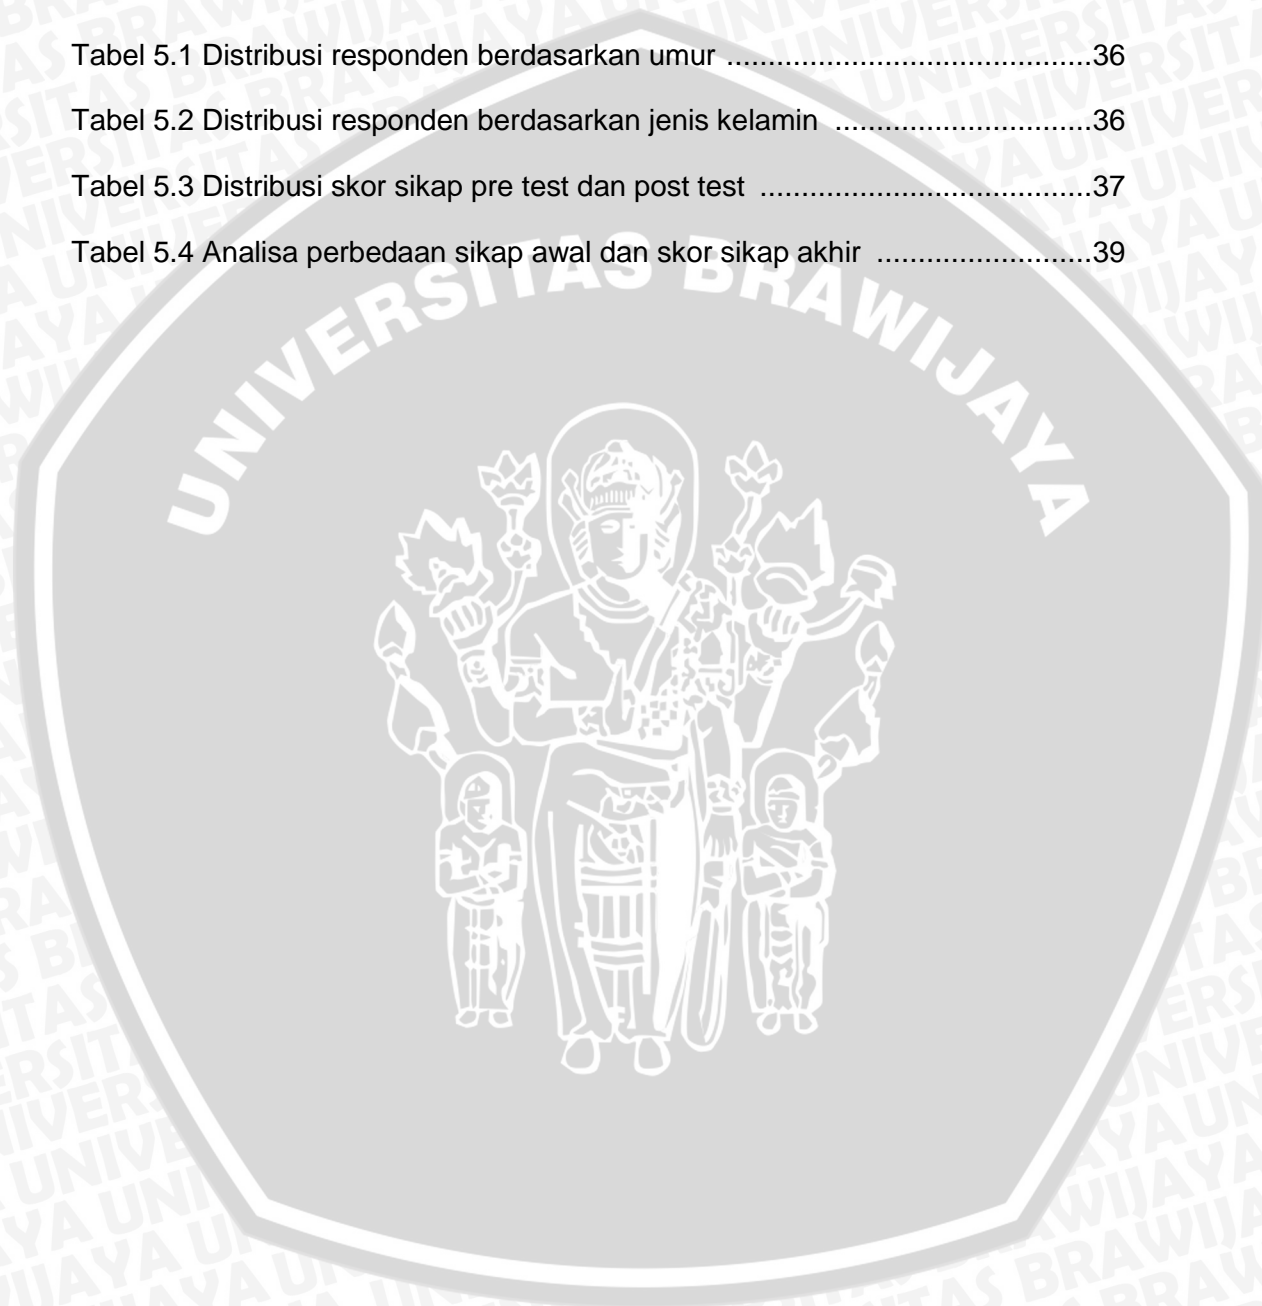 Tabel 5.1 Distribusi responden berdasarkan umur ............................................36
Tabel 5.2 Distribusi responden berdasarkan jenis kelamin ...............................36
Tabel 5.3 Distribusi skor sikap pre test dan post test ........................................37
Tabel 5.4 Analisa perbedaan sikap awal dan skor sikap akhir ..........................39
UNIVERSITAS BRAWIJAYA